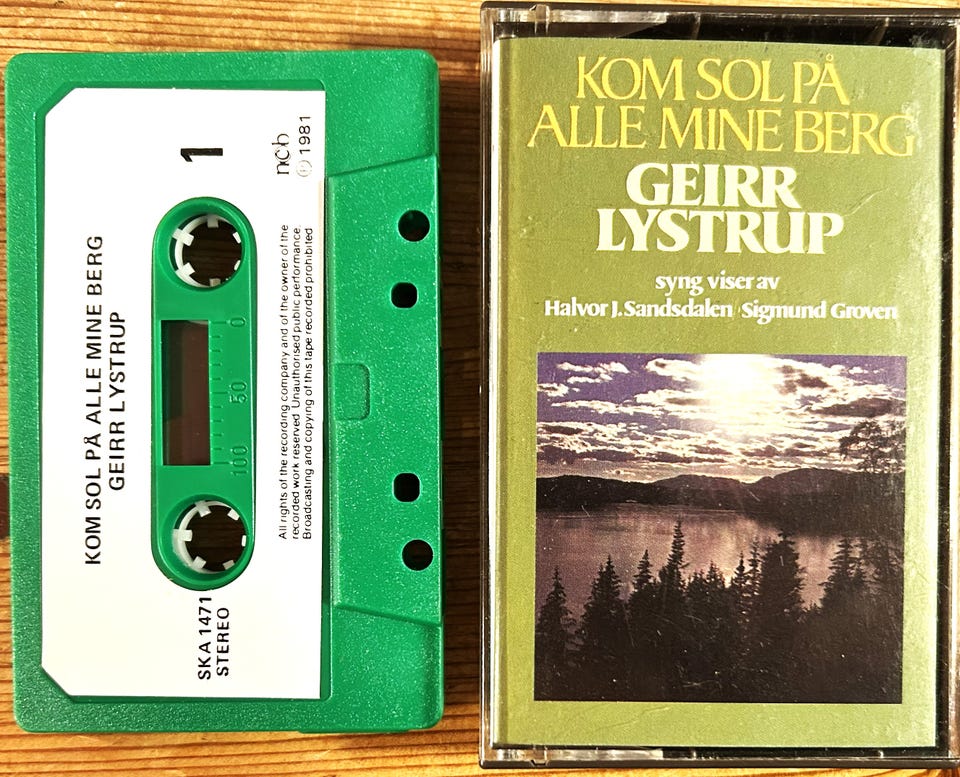 KOM SOL PÅ ALLE MINE BERG
GEIRR LYSTRUP
1
SKA 1471
STEREO
0
50
100
ncb
Ⓟ 1981
All rights of the recording company and of the owner of the
recorded work reserved Unauthorised public performance.
Broadcasting and copying of this tape recorded prohibited
KOM SOL PÅ
ALLE MINE BERG
GEIRR
LYSTRUP
syng viser av
Halvor J. Sandsdalen/Sigmund Groven